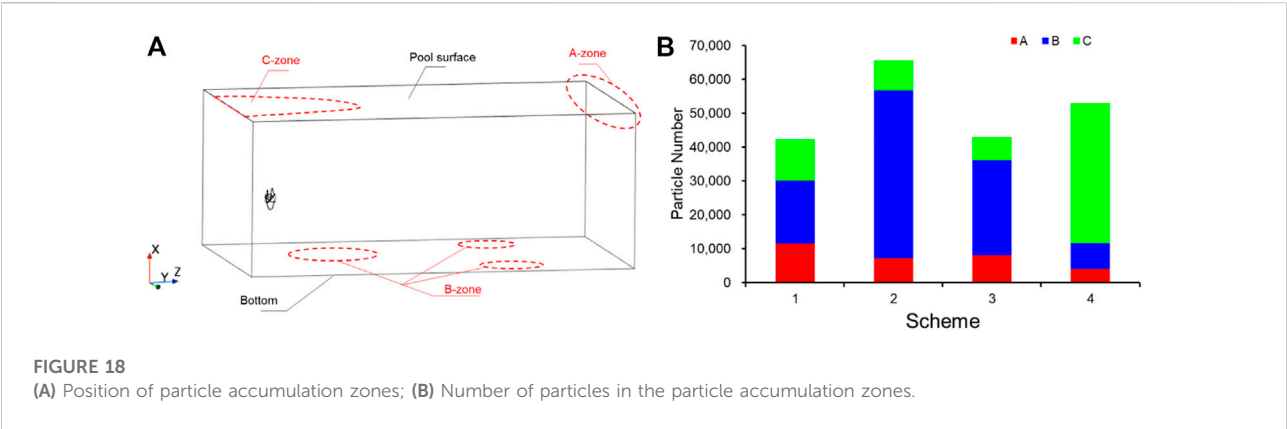 A
C-zone
Pool surface
A-zone
X
Y
Z
Bottom
B-zone
B
A B C
70,000
60,000
50,000
40,000
30,000
20,000
10,000
0
Particle Number
1 2 3 4
Scheme
FIGURE 18
(A) Position of particle accumulation zones; (B) Number of particles in the particle accumulation zones.